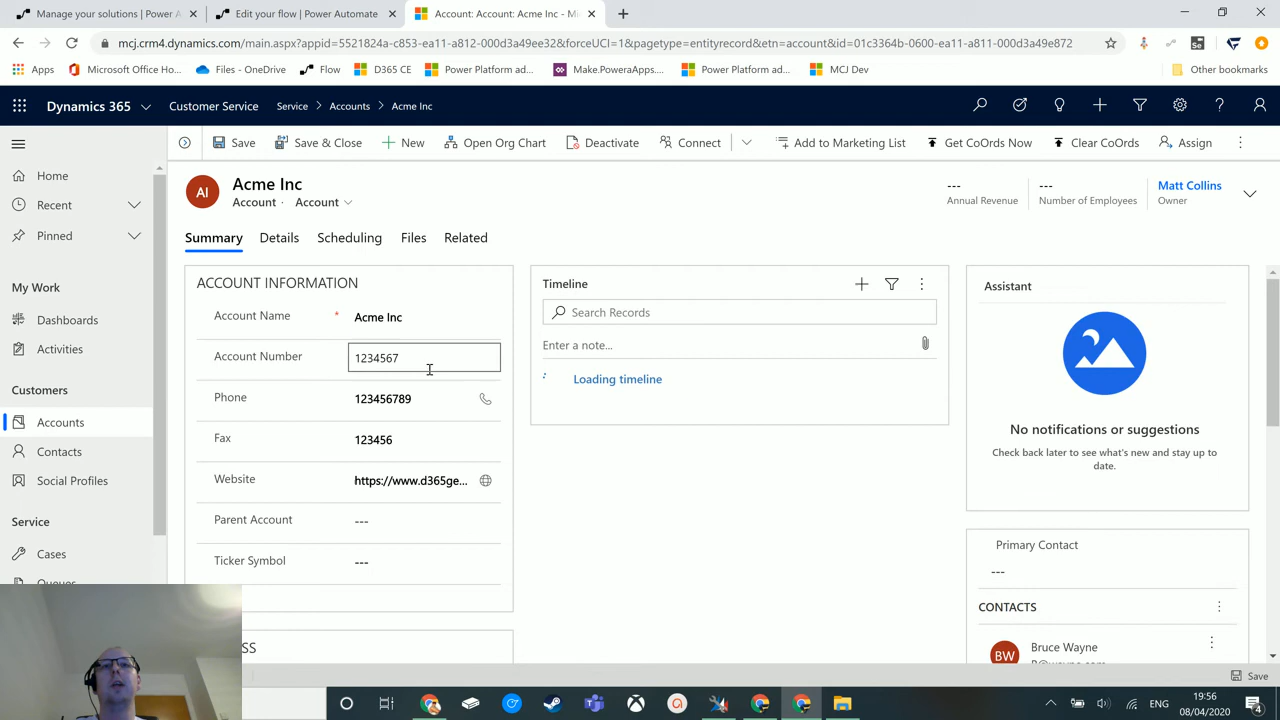 Manage your solutions | Power A
Edit your flow | Power Automate
Account: Account: Acme Inc - Mi
mcj.crm4.dynamics.com/main.aspx?appid=5521824a-c853-ea11-a812-000d3a49ee32&forceUCI=1&pagetype=entityrecord&etn=account&id=01c3364b-0600-ea11-a811-000d3a49e872
Apps
Microsoft Office Ho...
Files - OneDrive
Flow
D365 CE
Power Platform ad...
Make.PoweraApps....
Power Platform ad...
MCJ Dev
Other bookmarks
Dynamics 365
Customer Service
Service
Accounts
Acme Inc
Save
Save & Close
New
Open Org Chart
Deactivate
Connect
Add to Marketing List
Get CoOrds Now
Clear CoOrds
Assign
Home
Recent
Pinned
My Work
Dashboards
Activities
Customers
Accounts
Contacts
Social Profiles
Service
Cases
Queues
AI
Acme Inc
Account · Account
---
Annual Revenue
---
Number of Employees
Matt Collins
Owner
Summary
Details
Scheduling
Files
Related
ACCOUNT INFORMATION
Account Name * Acme Inc
Account Number 1234567
Phone 123456789
Fax 123456
Website https://www.d365ge...
Parent Account ---
Ticker Symbol ---
SS
Timeline
Search Records
Enter a note...
Loading timeline
Assistant
No notifications or suggestions
Check back later to see what's new and stay up to
date.
Primary Contact
---
CONTACTS
BW
Bruce Wayne
Save
ENG
19:56
08/04/2020